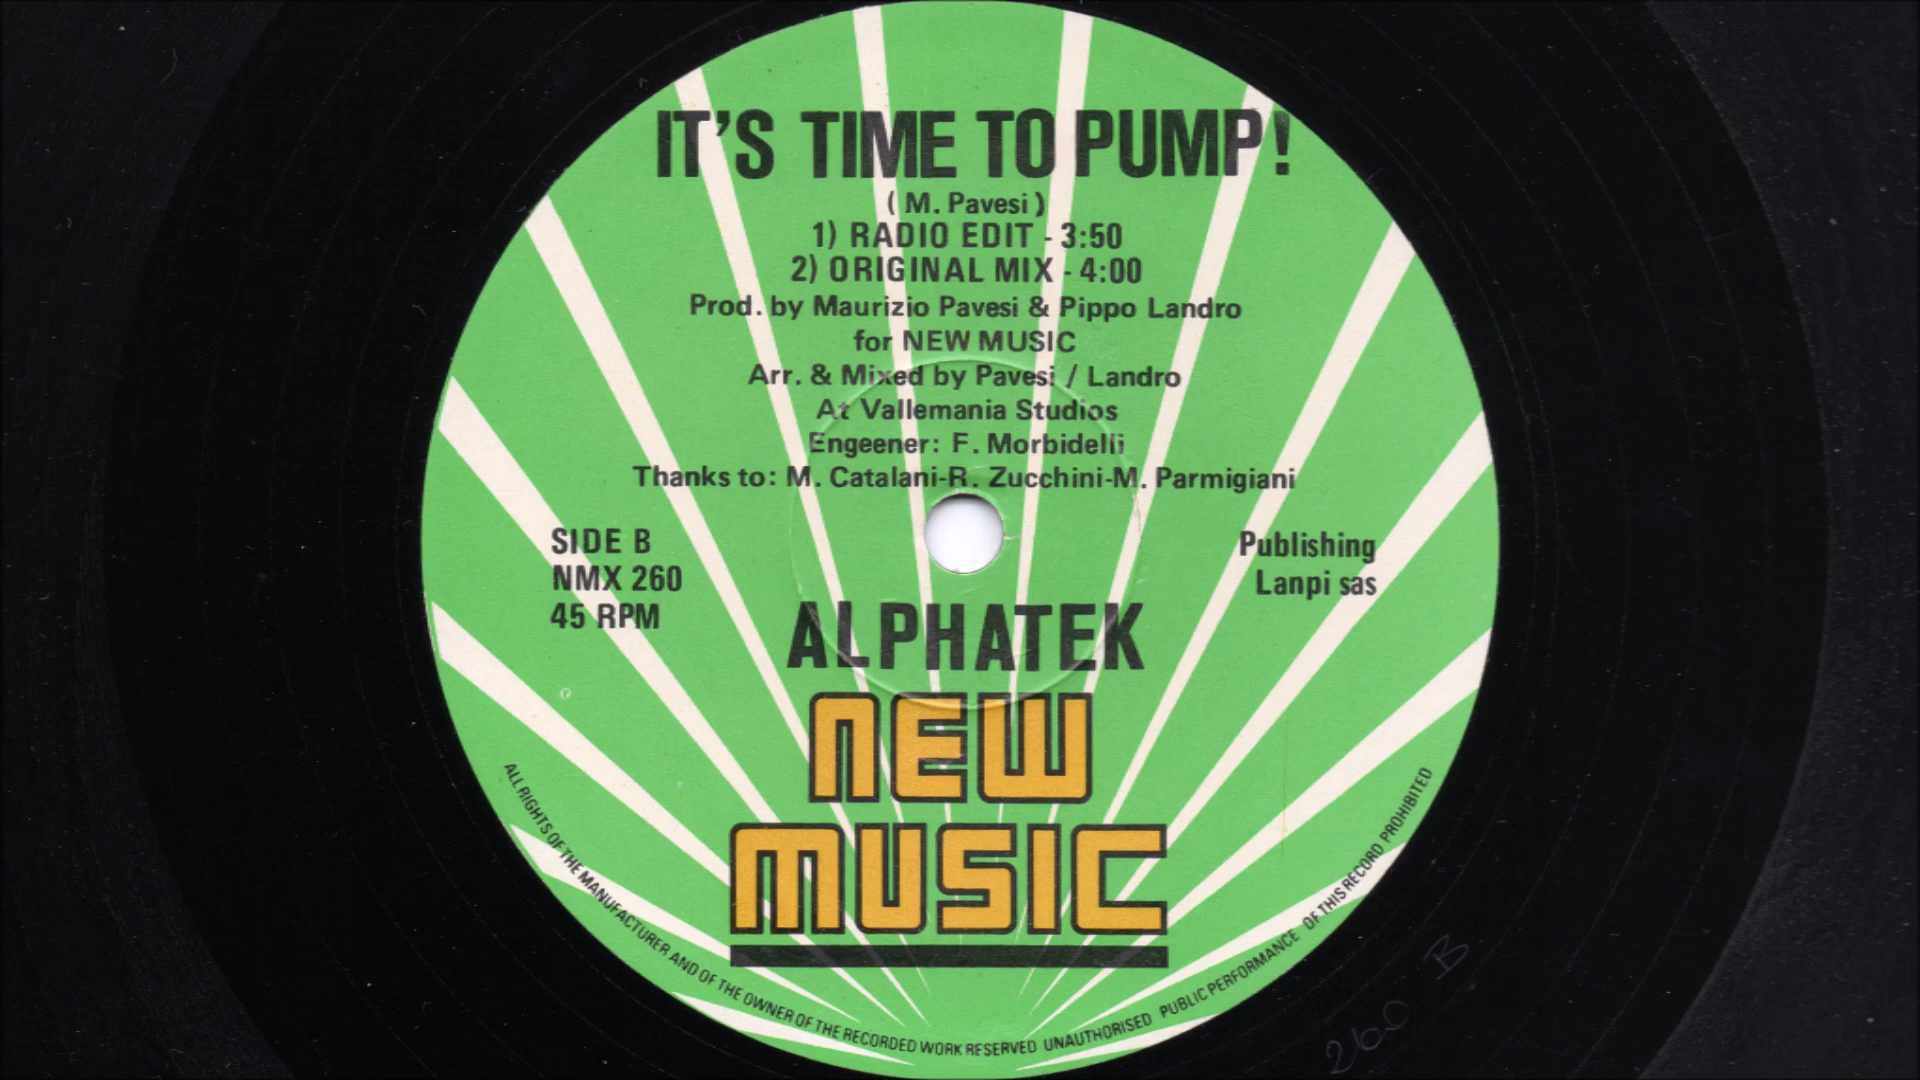 IT'S TIME TO PUMP!
( M. Pavesi )
1) RADIO EDIT - 3:50
2) ORIGINAL MIX - 4:00
Prod. by Maurizio Pavesi & Pippo Landro
for NEW MUSIC
Arr. & Mixed by Pavesi / Landro
At Vallemania Studios
Engeener: F. Morbidelli
Thanks to: M. Catalani-R. Zucchini-M. Parmigiani
SIDE B
NMX 260
45 RPM
Publishing
Lanpi sas
ALPHATEK
NEW
MUSIC
ALL RIGHTS OF THE MANUFACTURER AND OF THE OWNER OF THE RECORDED WORK RESERVED UNAUTHORISED PUBLIC PERFORMANCE OF THIS RECORD PROHIBITED
260 B